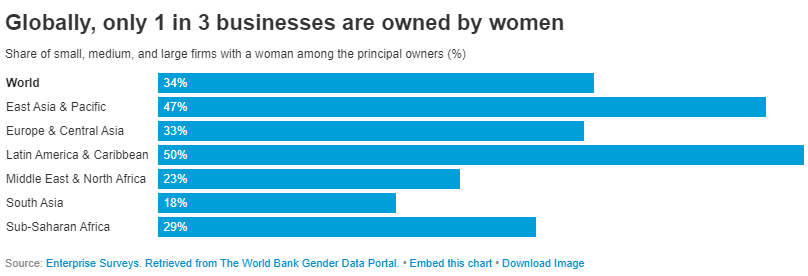 Globally, only 1 in 3 businesses are owned by women
Share of small, medium, and large firms with a woman among the principal owners (%)
World 34%
East Asia & Pacific 47%
Europe & Central Asia 33%
Latin America & Caribbean 50%
Middle East & North Africa 23%
South Asia 18%
Sub-Saharan Africa 29%
Source: Enterprise Surveys. Retrieved from The World Bank Gender Data Portal. • Embed this chart • Download Image